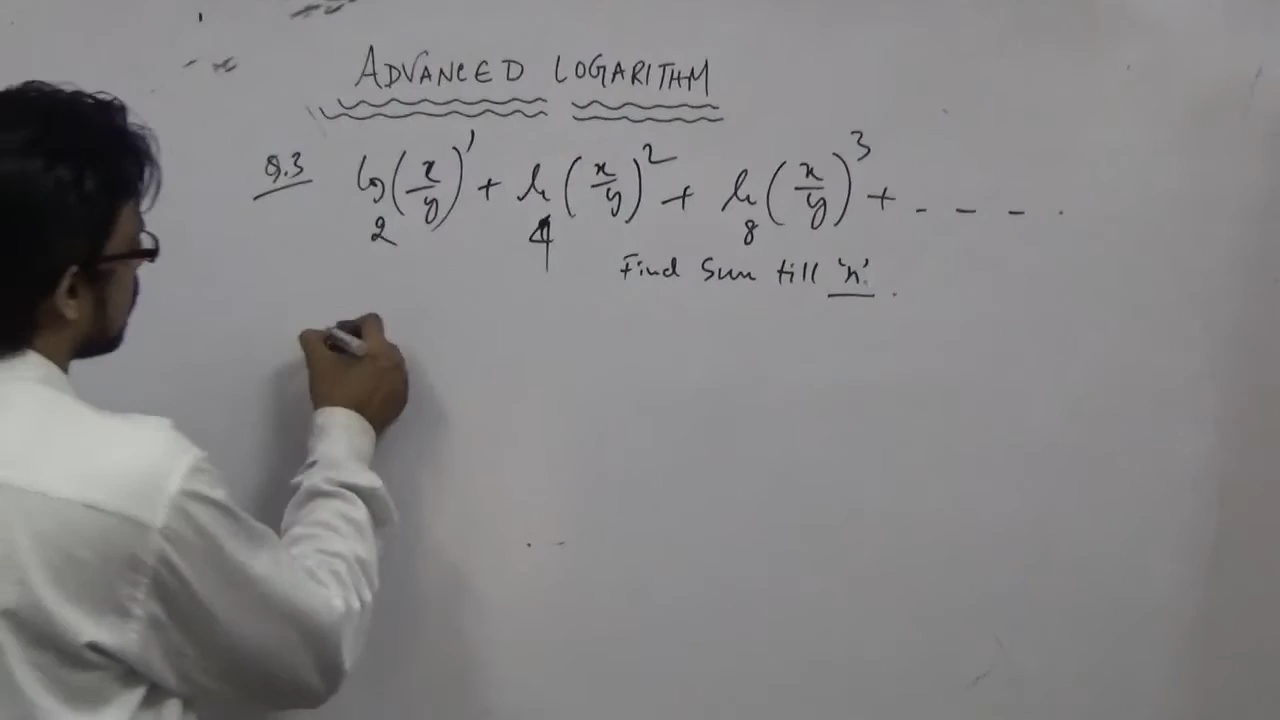 ADVANCED LOGARITHM
Q.3 log₂(x/y)¹ + log₄(x/y)² + log₈(x/y)³ + - - - .
Find Sum till 'n'.